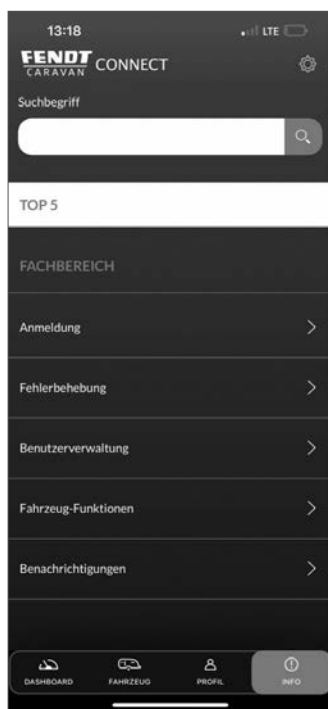 13:18
LTE
FENDT
CARAVAN CONNECT
Suchbegriff
TOP 5
FACHBEREICH
Anmeldung
Fehlerbehebung
Benutzerverwaltung
Fahrzeug-Funktionen
Benachrichtigungen
DASHBOARD FAHRZEUG PROFIL INFO